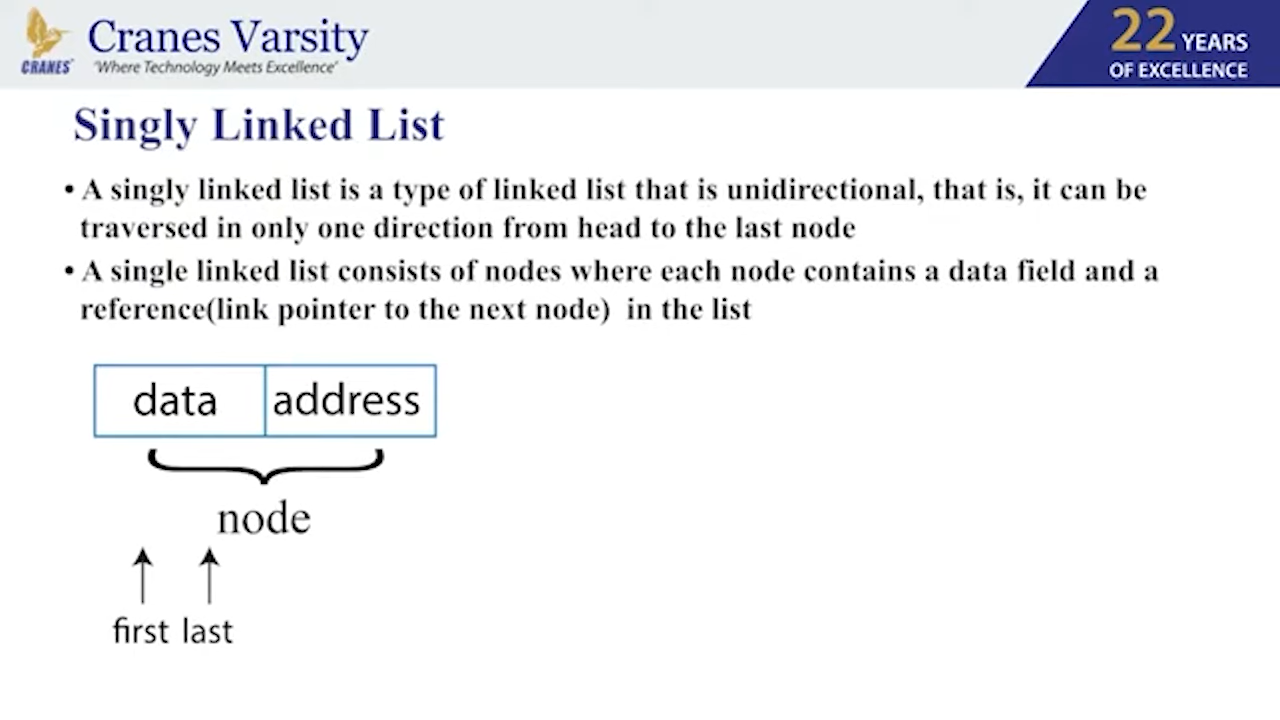 CRANES
Cranes Varsity
"Where Technology Meets Excellence"
22 YEARS
OF EXCELLENCE
Singly Linked List
• A singly linked list is a type of linked list that is unidirectional, that is, it can be
traversed in only one direction from head to the last node
• A single linked list consists of nodes where each node contains a data field and a
reference(link pointer to the next node) in the list
data address
node
first last